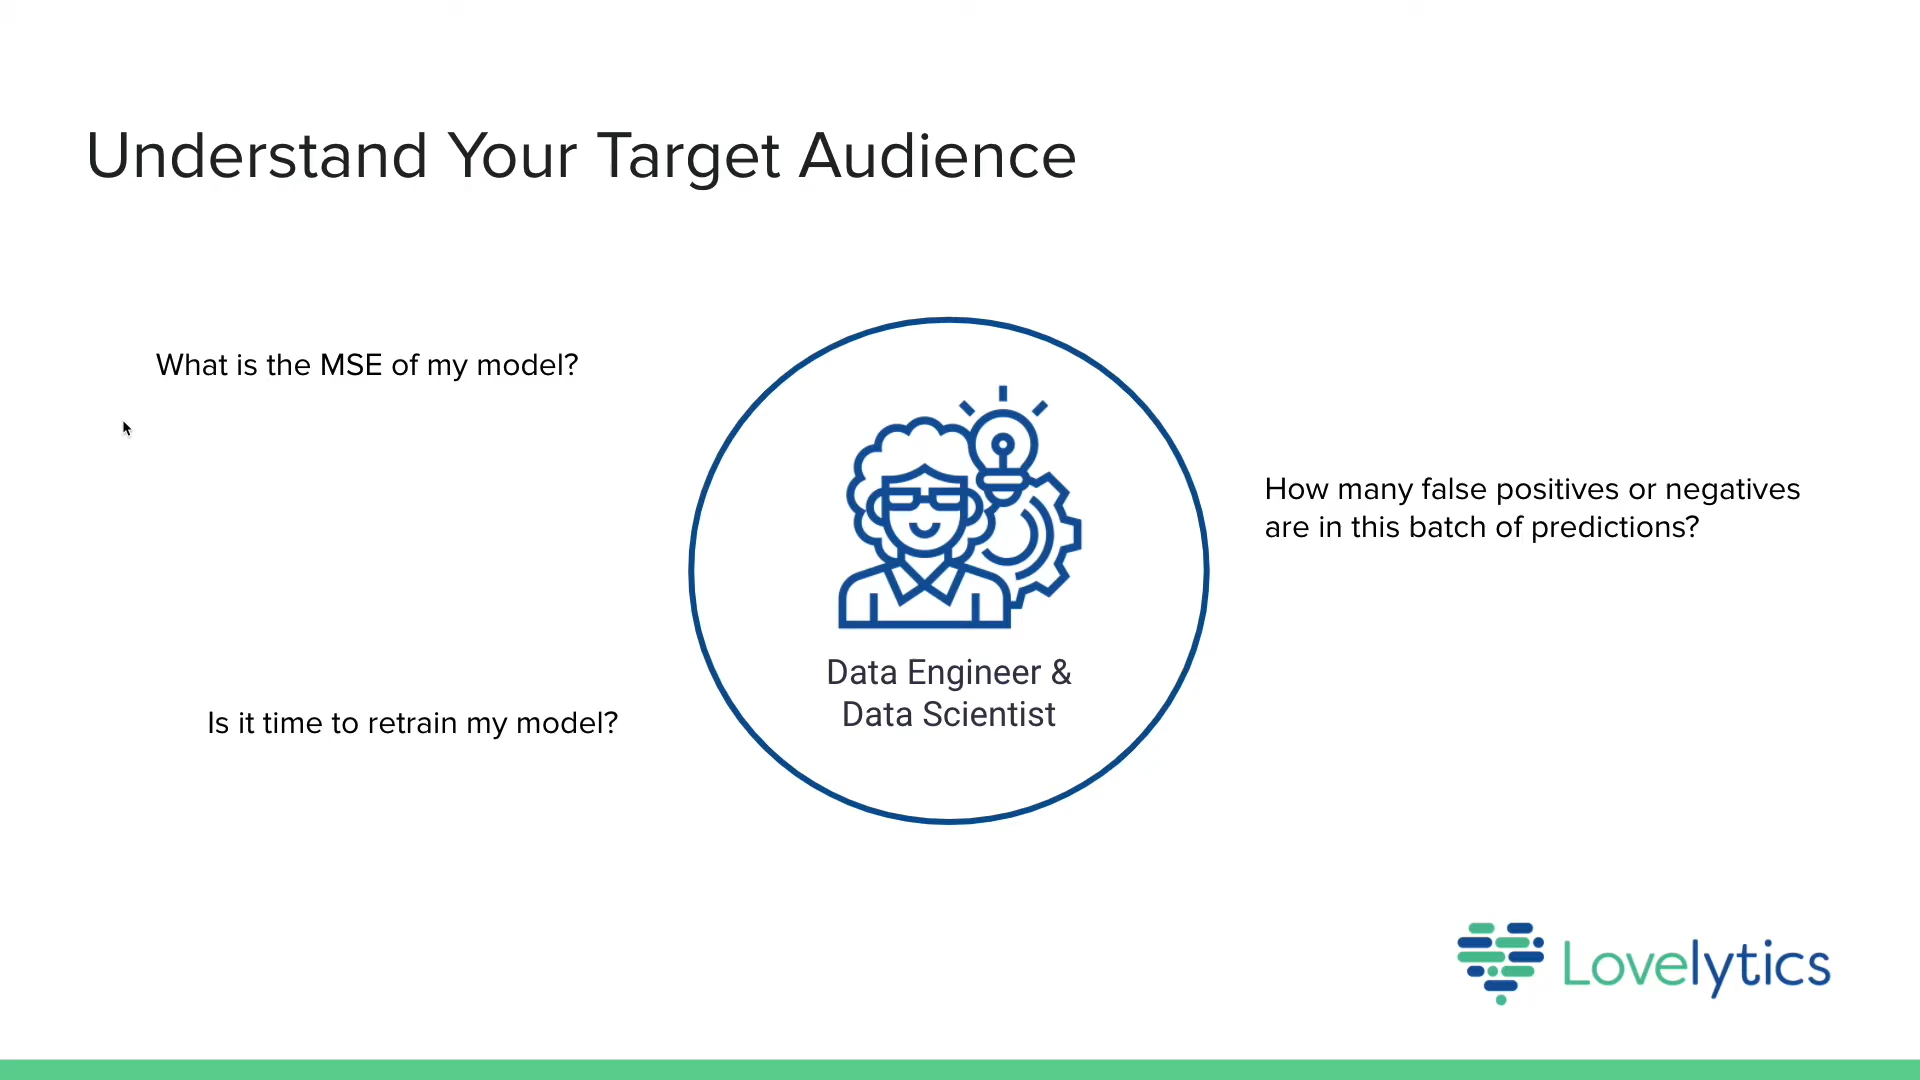 Understand Your Target Audience
What is the MSE of my model?
How many false positives or negatives
are in this batch of predictions?
Is it time to retrain my model?
Data Engineer &
Data Scientist
Lovelytics